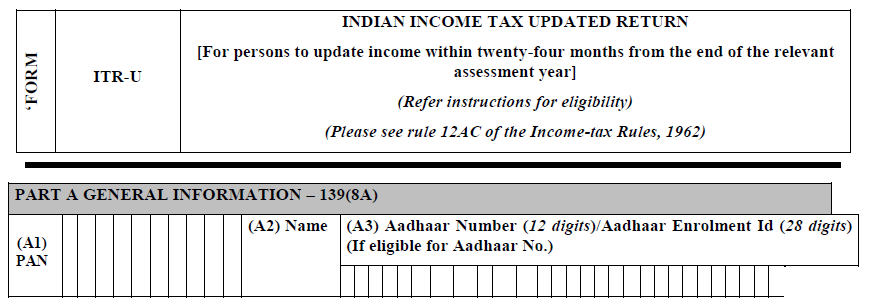 ‘FORM
ITR-U
INDIAN INCOME TAX UPDATED RETURN
[For persons to update income within twenty-four months from the end of the relevant
assessment year]
(Refer instructions for eligibility)
(Please see rule 12AC of the Income-tax Rules, 1962)
PART A GENERAL INFORMATION – 139(8A)
(A1)
PAN
(A2) Name
(A3) Aadhaar Number (12 digits)/Aadhaar Enrolment Id (28 digits)
(If eligible for Aadhaar No.)